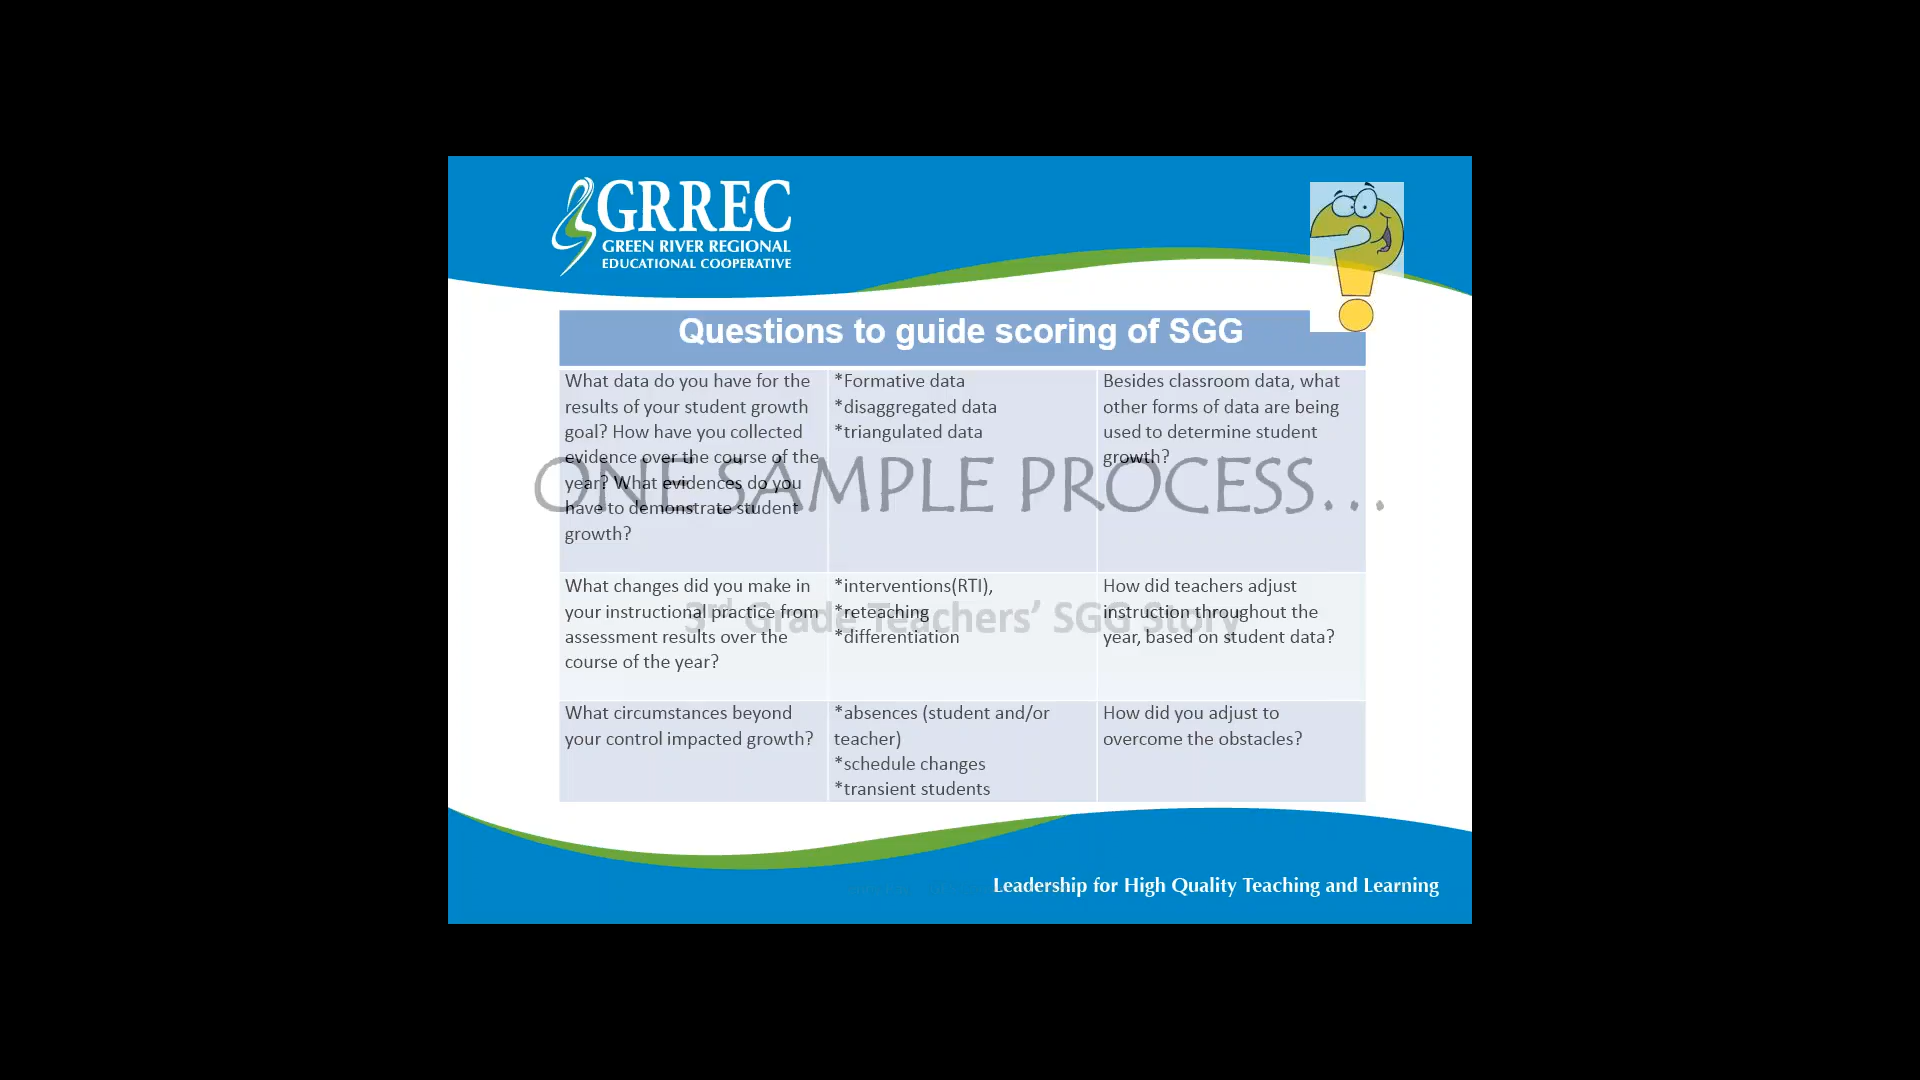 GRREC
GREEN RIVER REGIONAL
EDUCATIONAL COOPERATIVE
Questions to guide scoring of SGG
What data do you have for the
results of your student growth
goal? How have you collected
evidence over the course of the
year? What evidences do you
have to demonstrate student
growth?
*Formative data
*disaggregated data
*triangulated data
Besides classroom data, what
other forms of data are being
used to determine student
growth?
ONE SAMPLE PROCESS...
What changes did you make in
your instructional practice from
assessment results over the
course of the year?
*interventions(RTI),
*reteaching
*differentiation
How did teachers adjust
instruction throughout the
year, based on student data?
3rd Grade Teachers’ SGG Story
What circumstances beyond
your control impacted growth?
*absences (student and/or
teacher)
*schedule changes
*transient students
How did you adjust to
overcome the obstacles?
Leadership for High Quality Teaching and Learning